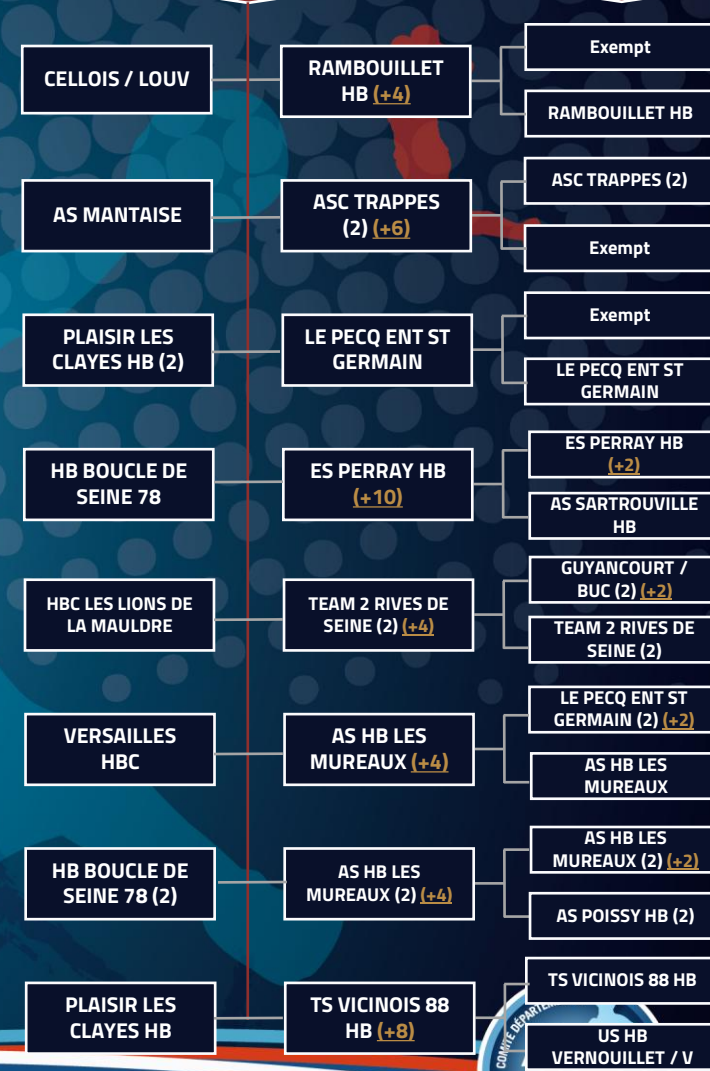 CELLOIS / LOUV
RAMBOUILLET
HB (+4)
Exempt
RAMBOUILLET HB
AS MANTAISE
ASC TRAPPES
(2) (+6)
ASC TRAPPES (2)
Exempt
PLAISIR LES
CLAYES HB (2)
LE PECQ ENT ST
GERMAIN
Exempt
LE PECQ ENT ST
GERMAIN
HB BOUCLE DE
SEINE 78
ES PERRAY HB
(+10)
ES PERRAY HB
(+2)
AS SARTROUVILLE
HB
HBC LES LIONS DE
LA MAULDRE
TEAM 2 RIVES DE
SEINE (2) (+4)
GUYANCOURT /
BUC (2) (+2)
TEAM 2 RIVES DE
SEINE (2)
VERSAILLES
HBC
AS HB LES
MUREAUX (+4)
LE PECQ ENT ST
GERMAIN (2) (+2)
AS HB LES
MUREAUX
HB BOUCLE DE
SEINE 78 (2)
AS HB LES
MUREAUX (2) (+4)
AS HB LES
MUREAUX (2) (+2)
AS POISSY HB (2)
PLAISIR LES
CLAYES HB
TS VICINOIS 88
HB (+8)
TS VICINOIS 88 HB
US HB
VERNOUILLET / V
COMITÉ